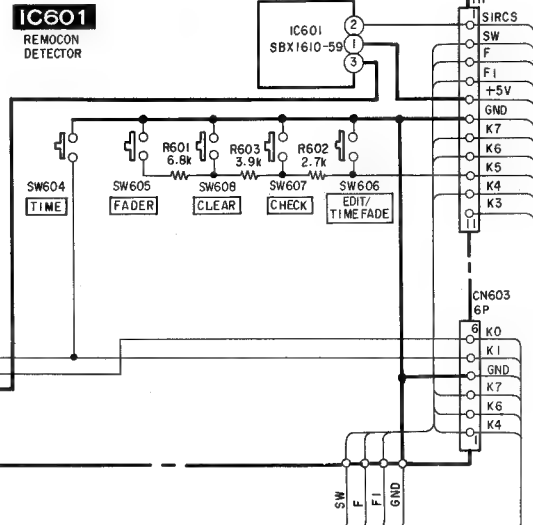 IC601
REMOCON
DETECTOR
IC601
SBX1610-59
2
1
3
1
SIRCS
SW
F
F1
+5V
GND
K7
K6
K5
K4
K3
11
R601
6.8k
R603
3.9k
R602
2.7k
SW604
TIME
SW605
FADER
SW608
CLEAR
SW607
CHECK
SW606
EDIT/
TIMEFADE
CN603
6P
6
K0
K1
GND
K7
K6
K4
1
SW
F
F1
GND